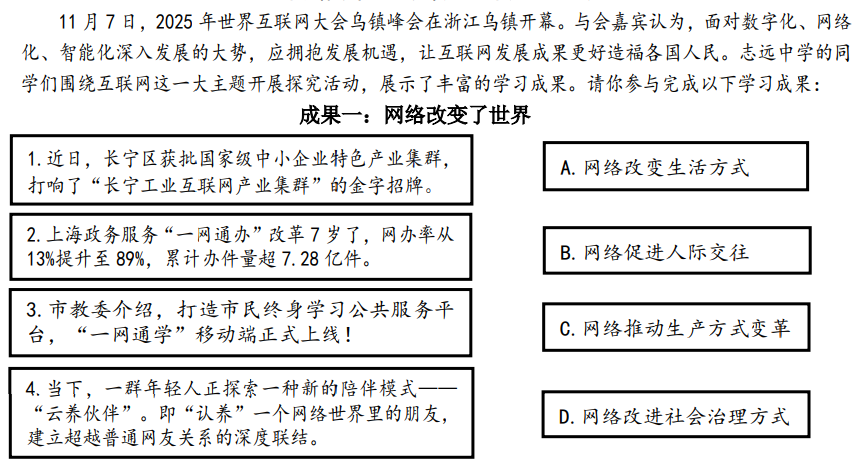 11 月 7 日，2025 年世界互联网大会乌镇峰会在浙江乌镇开幕。与会嘉宾认为，面对数字化、网络
化、智能化深入发展的大势，应拥抱发展机遇，让互联网发展成果更好造福各国人民。志远中学的同
学们围绕互联网这一大主题开展探究活动，展示了丰富的学习成果。请你参与完成以下学习成果：
成果一：网络改变了世界
1.近日，长宁区获批国家级中小企业特色产业集群，
打响了“长宁工业互联网产业集群”的金字招牌。
A.网络改变生活方式
2.上海政务服务“一网通办”改革 7 岁了，网办率从
13%提升至 89%，累计办件量超 7.28 亿件。
B.网络促进人际交往
3.市教委介绍，打造市民终身学习公共服务平
台，“一网通学”移动端正式上线！
C.网络推动生产方式变革
4.当下，一群年轻人正探索一种新的陪伴模式——
“云养伙伴”。即“认养”一个网络世界里的朋友，
建立超越普通网友关系的深度联结。
D.网络改进社会治理方式